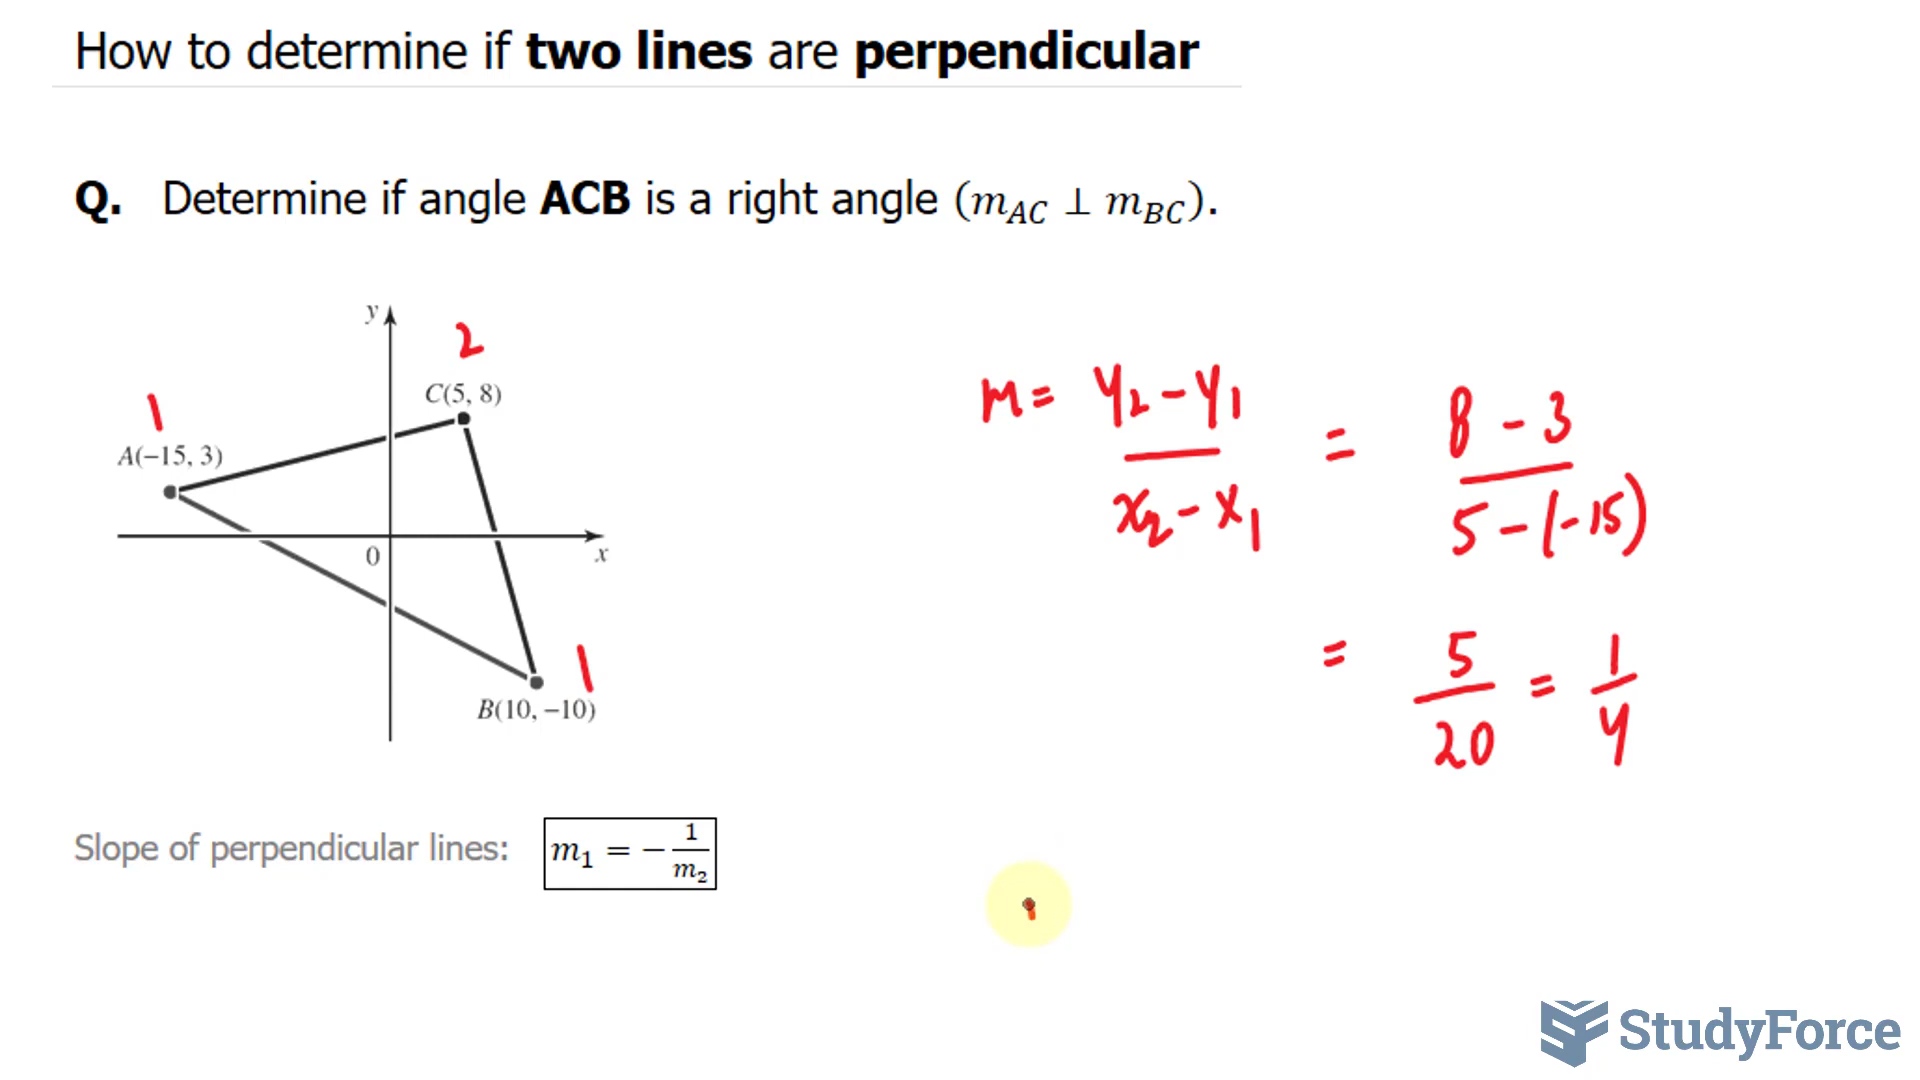 How to determine if two lines are perpendicular
Q. Determine if angle ACB is a right angle (m_AC ⊥ m_BC).
y
2
C(5, 8)
1
A(−15, 3)
0
x
1
B(10, −10)
m = y₂ − y₁ / x₂ − x₁ = 8 − 3 / 5 − (−15)
= 5/20 = 1/4
Slope of perpendicular lines: m₁ = − 1/m₂
StudyForce